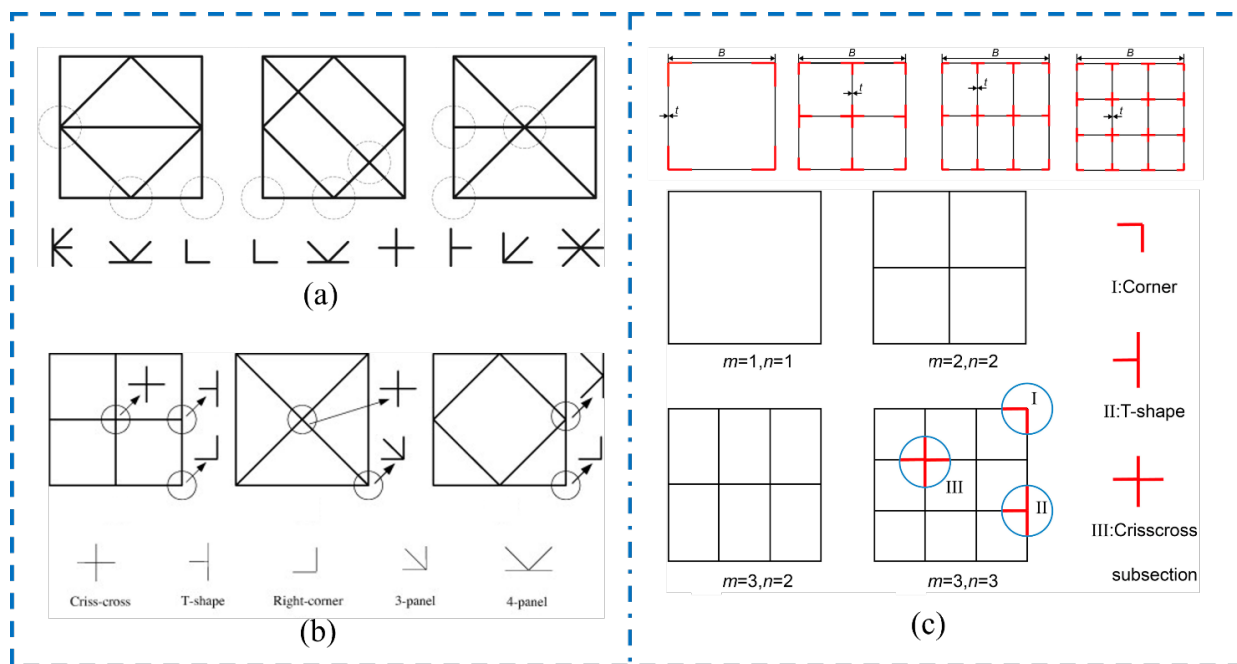 (a)
Criss-cross T-shape Right-corner 3-panel 4-panel
(b)
B B B B
t t t t
m=1,n=1 m=2,n=2
I:Corner
II:T-shape
I
III
II
III:Crisscross
subsection
m=3,n=2 m=3,n=3
(c)